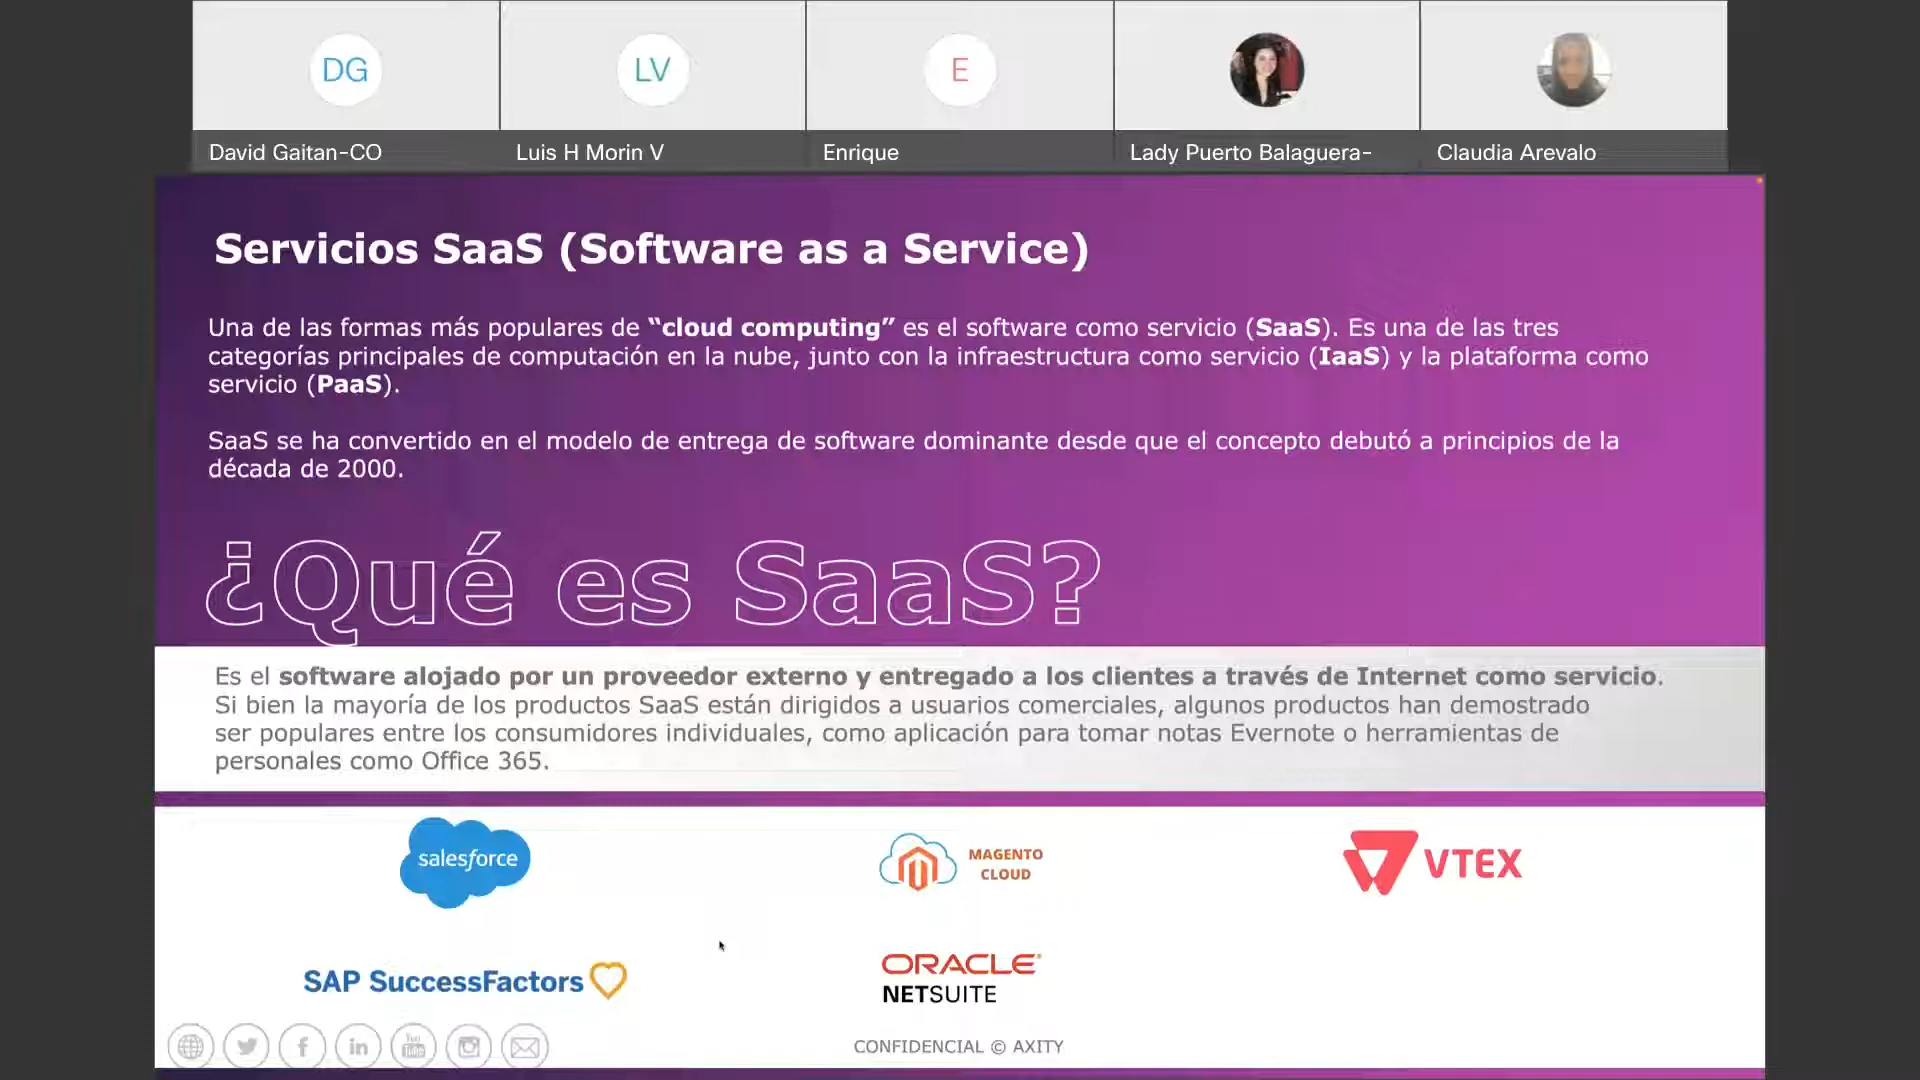 DG
LV
E
David Gaitan-CO
Luis H Morin V
Enrique
Lady Puerto Balaguera-
Claudia Arevalo
Servicios SaaS (Software as a Service)
Una de las formas más populares de “cloud computing” es el software como servicio (SaaS). Es una de las tres
categorías principales de computación en la nube, junto con la infraestructura como servicio (IaaS) y la plataforma como
servicio (PaaS).
SaaS se ha convertido en el modelo de entrega de software dominante desde que el concepto debutó a principios de la
década de 2000.
¿Qué es SaaS?
Es el software alojado por un proveedor externo y entregado a los clientes a través de Internet como servicio.
Si bien la mayoría de los productos SaaS están dirigidos a usuarios comerciales, algunos productos han demostrado
ser populares entre los consumidores individuales, como aplicación para tomar notas Evernote o herramientas de
personales como Office 365.
salesforce
MAGENTO
CLOUD
VTEX
SAP SuccessFactors
ORACLE
NETSUITE
You
Tube
CONFIDENCIAL © AXITY